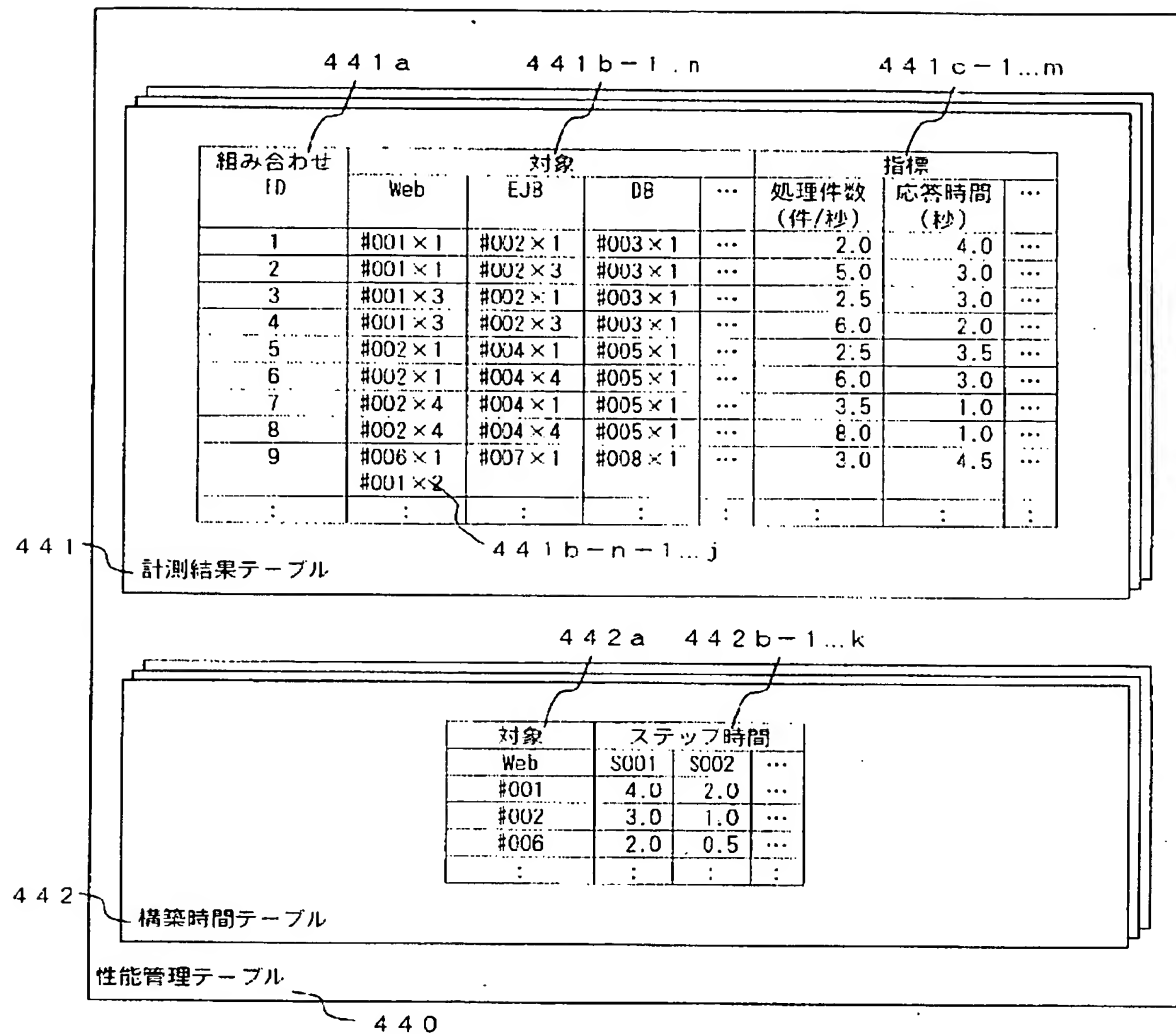 441a 441b-1.n 441c-1...m
組み合わせ 対象 指標
ID Web EJB DB … 処理件数 応答時間 …
(件/秒) (秒)
1 #001×1 #002×1 #003×1 … 2.0 4.0 …
2 #001×1 #002×3 #003×1 … 5.0 3.0 …
3 #001×3 #002×1 #003×1 … 2.5 3.0 …
4 #001×3 #002×3 #003×1 … 6.0 2.0 …
5 #002×1 #004×1 #005×1 … 2.5 3.5 …
6 #002×1 #004×4 #005×1 … 6.0 3.0 …
7 #002×4 #004×1 #005×1 … 3.5 1.0 …
8 #002×4 #004×4 #005×1 … 8.0 1.0 …
9 #006×1 #007×1 #008×1 … 3.0 4.5 …
#001×2
: : : : : : : :
441b-n-1...j
441
計測結果テーブル
442a 442b-1...k
対象 ステップ時間
Web S001 S002 …
#001 4.0 2.0 …
#002 3.0 1.0 …
#006 2.0 0.5 …
: : : :
442
構築時間テーブル
性能管理テーブル
440